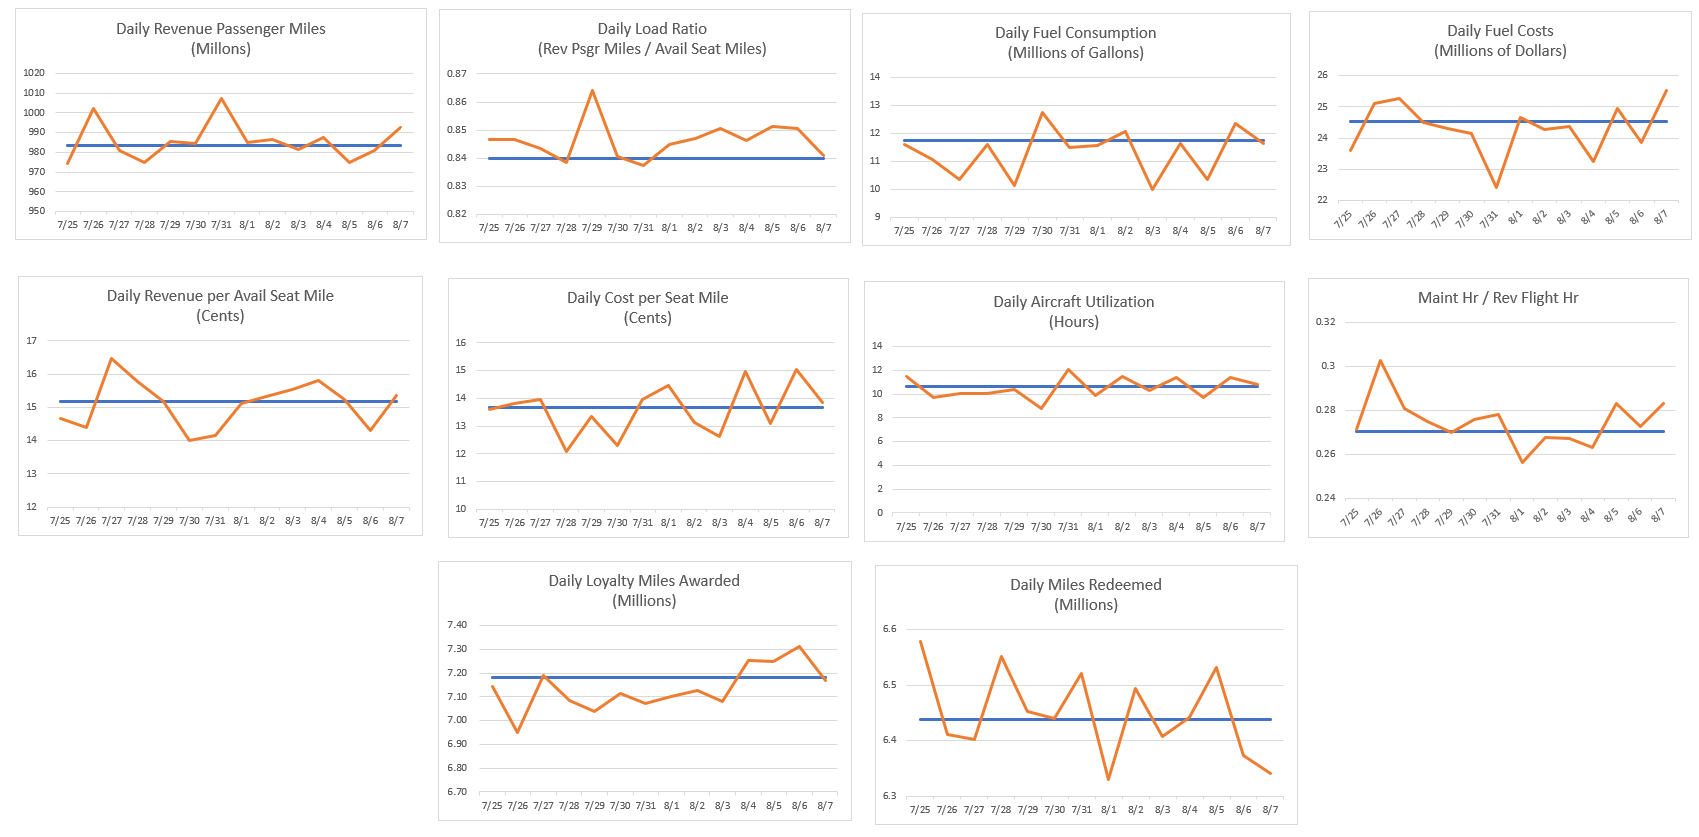 Daily Revenue Passenger Miles
(Millons)
1020
1010
1000
990
980
970
960
950
7/25 7/26 7/27 7/28 7/29 7/30 7/31 8/1 8/2 8/3 8/4 8/5 8/6 8/7
Daily Load Ratio
(Rev Psgr Miles / Avail Seat Miles)
0.87
0.86
0.85
0.84
0.83
0.82
7/25 7/26 7/27 7/28 7/29 7/30 7/31 8/1 8/2 8/3 8/4 8/5 8/6 8/7
Daily Fuel Consumption
(Millions of Gallons)
14
13
12
11
10
9
7/25 7/26 7/27 7/28 7/29 7/30 7/31 8/1 8/2 8/3 8/4 8/5 8/6 8/7
Daily Fuel Costs
(Millions of Dollars)
26
25
24
23
22
7/25 7/26 7/27 7/28 7/29 7/30 7/31 8/1 8/2 8/3 8/4 8/5 8/6 8/7
Daily Revenue per Avail Seat Mile
(Cents)
17
16
15
14
13
12
7/25 7/26 7/27 7/28 7/29 7/30 7/31 8/1 8/2 8/3 8/4 8/5 8/6 8/7
Daily Cost per Seat Mile
(Cents)
16
15
14
13
12
11
10
7/25 7/26 7/27 7/28 7/29 7/30 7/31 8/1 8/2 8/3 8/4 8/5 8/6 8/7
Daily Aircraft Utilization
(Hours)
14
12
10
8
6
4
2
0
7/25 7/26 7/27 7/28 7/29 7/30 7/31 8/1 8/2 8/3 8/4 8/5 8/6 8/7
Maint Hr / Rev Flight Hr
0.32
0.3
0.28
0.26
0.24
7/25 7/26 7/27 7/28 7/29 7/30 7/31 8/1 8/2 8/3 8/4 8/5 8/6 8/7
Daily Loyalty Miles Awarded
(Millions)
7.40
7.30
7.20
7.10
7.00
6.90
6.80
6.70
7/25 7/26 7/27 7/28 7/29 7/30 7/31 8/1 8/2 8/3 8/4 8/5 8/6 8/7
Daily Miles Redeemed
(Millions)
6.6
6.5
6.4
6.3
7/25 7/26 7/27 7/28 7/29 7/30 7/31 8/1 8/2 8/3 8/4 8/5 8/6 8/7